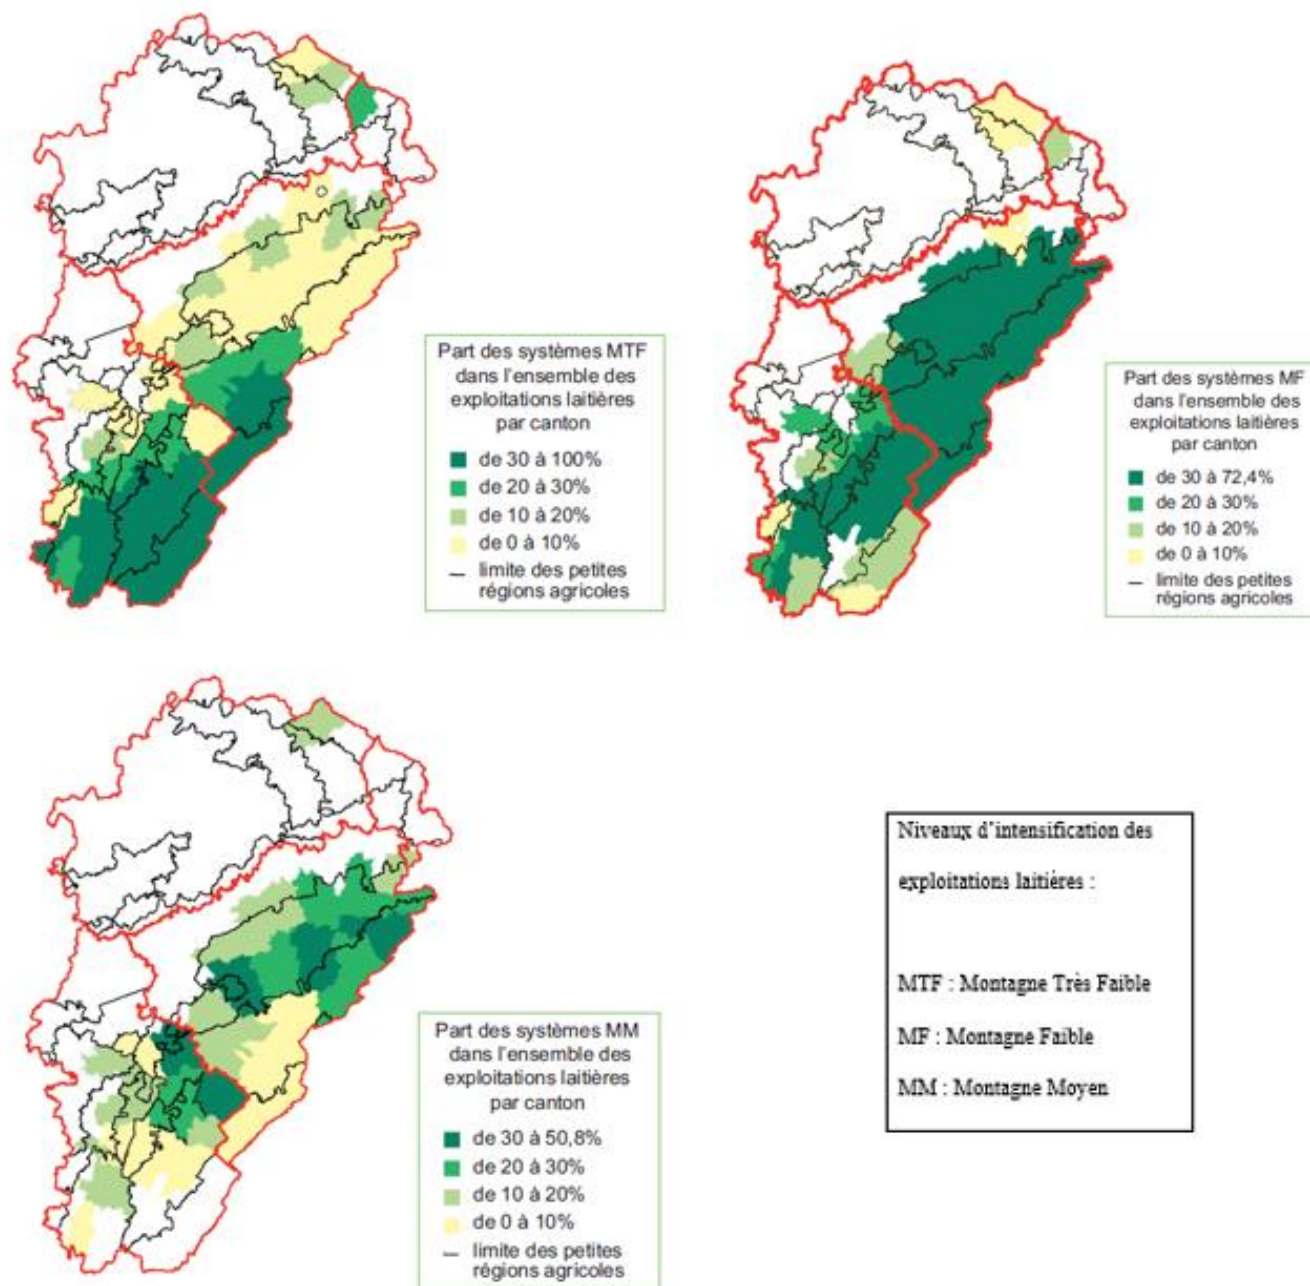 Part des systèmes MTF
dans l'ensemble des
exploitations laitières
par canton
de 30 à 100%
de 20 à 30%
de 10 à 20%
de 0 à 10%
limite des petites
régions agricoles
Part des systèmes MF
dans l'ensemble des
exploitations laitières
par canton
de 30 à 72,4%
de 20 à 30%
de 10 à 20%
de 0 à 10%
limite des petites
régions agricoles
Part des systèmes MM
dans l'ensemble des
exploitations laitières
par canton
de 30 à 50,8%
de 20 à 30%
de 10 à 20%
de 0 à 10%
limite des petites
régions agricoles
Niveaux d'intensification des
exploitations laitières :
MTF : Montagne Très Faible
MF : Montagne Faible
MM : Montagne Moyen